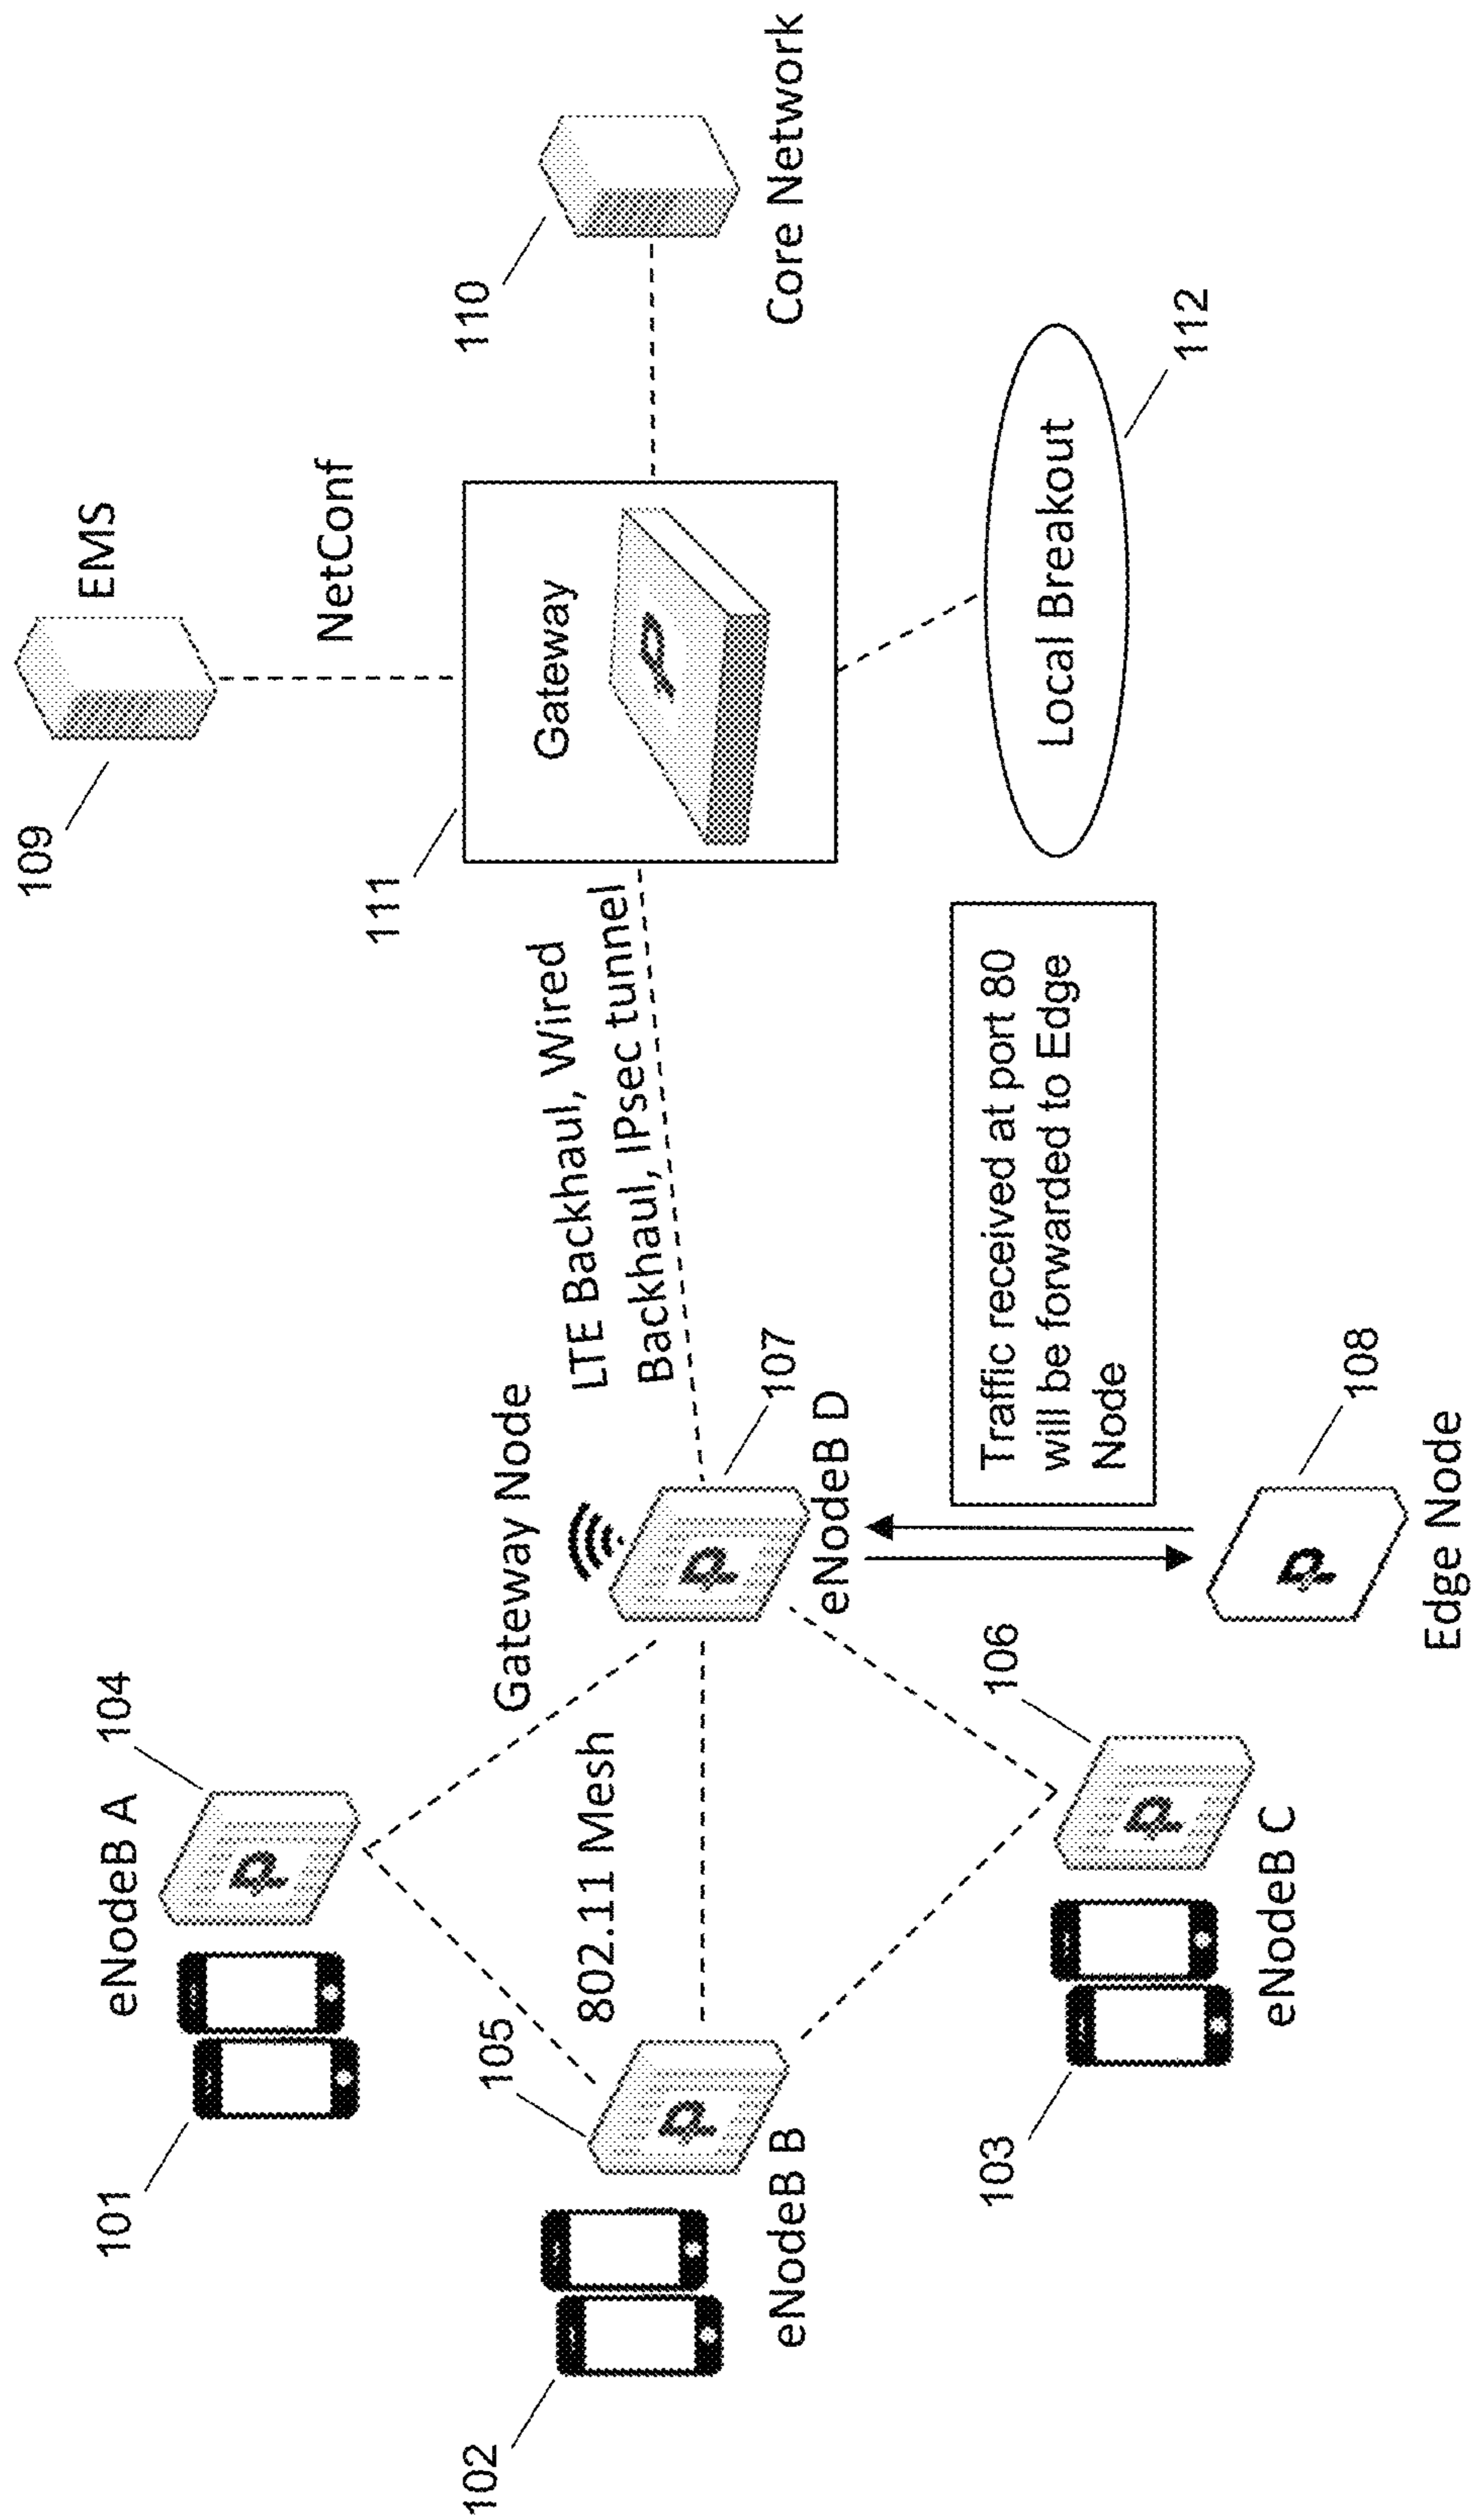 109
EMS
NetConf
110
Core Network
111
Gateway
112
Local Breakout
101
eNodeB A
104
Gateway Node
LTE Backhaul, Wired
Backhaul, IPsec tunnel
102
105
802.11 Mesh
107
eNodeB B
eNodeB D
Traffic received at port 80
will be forwarded to Edge
Node
103
106
eNodeB C
108
Edge Node